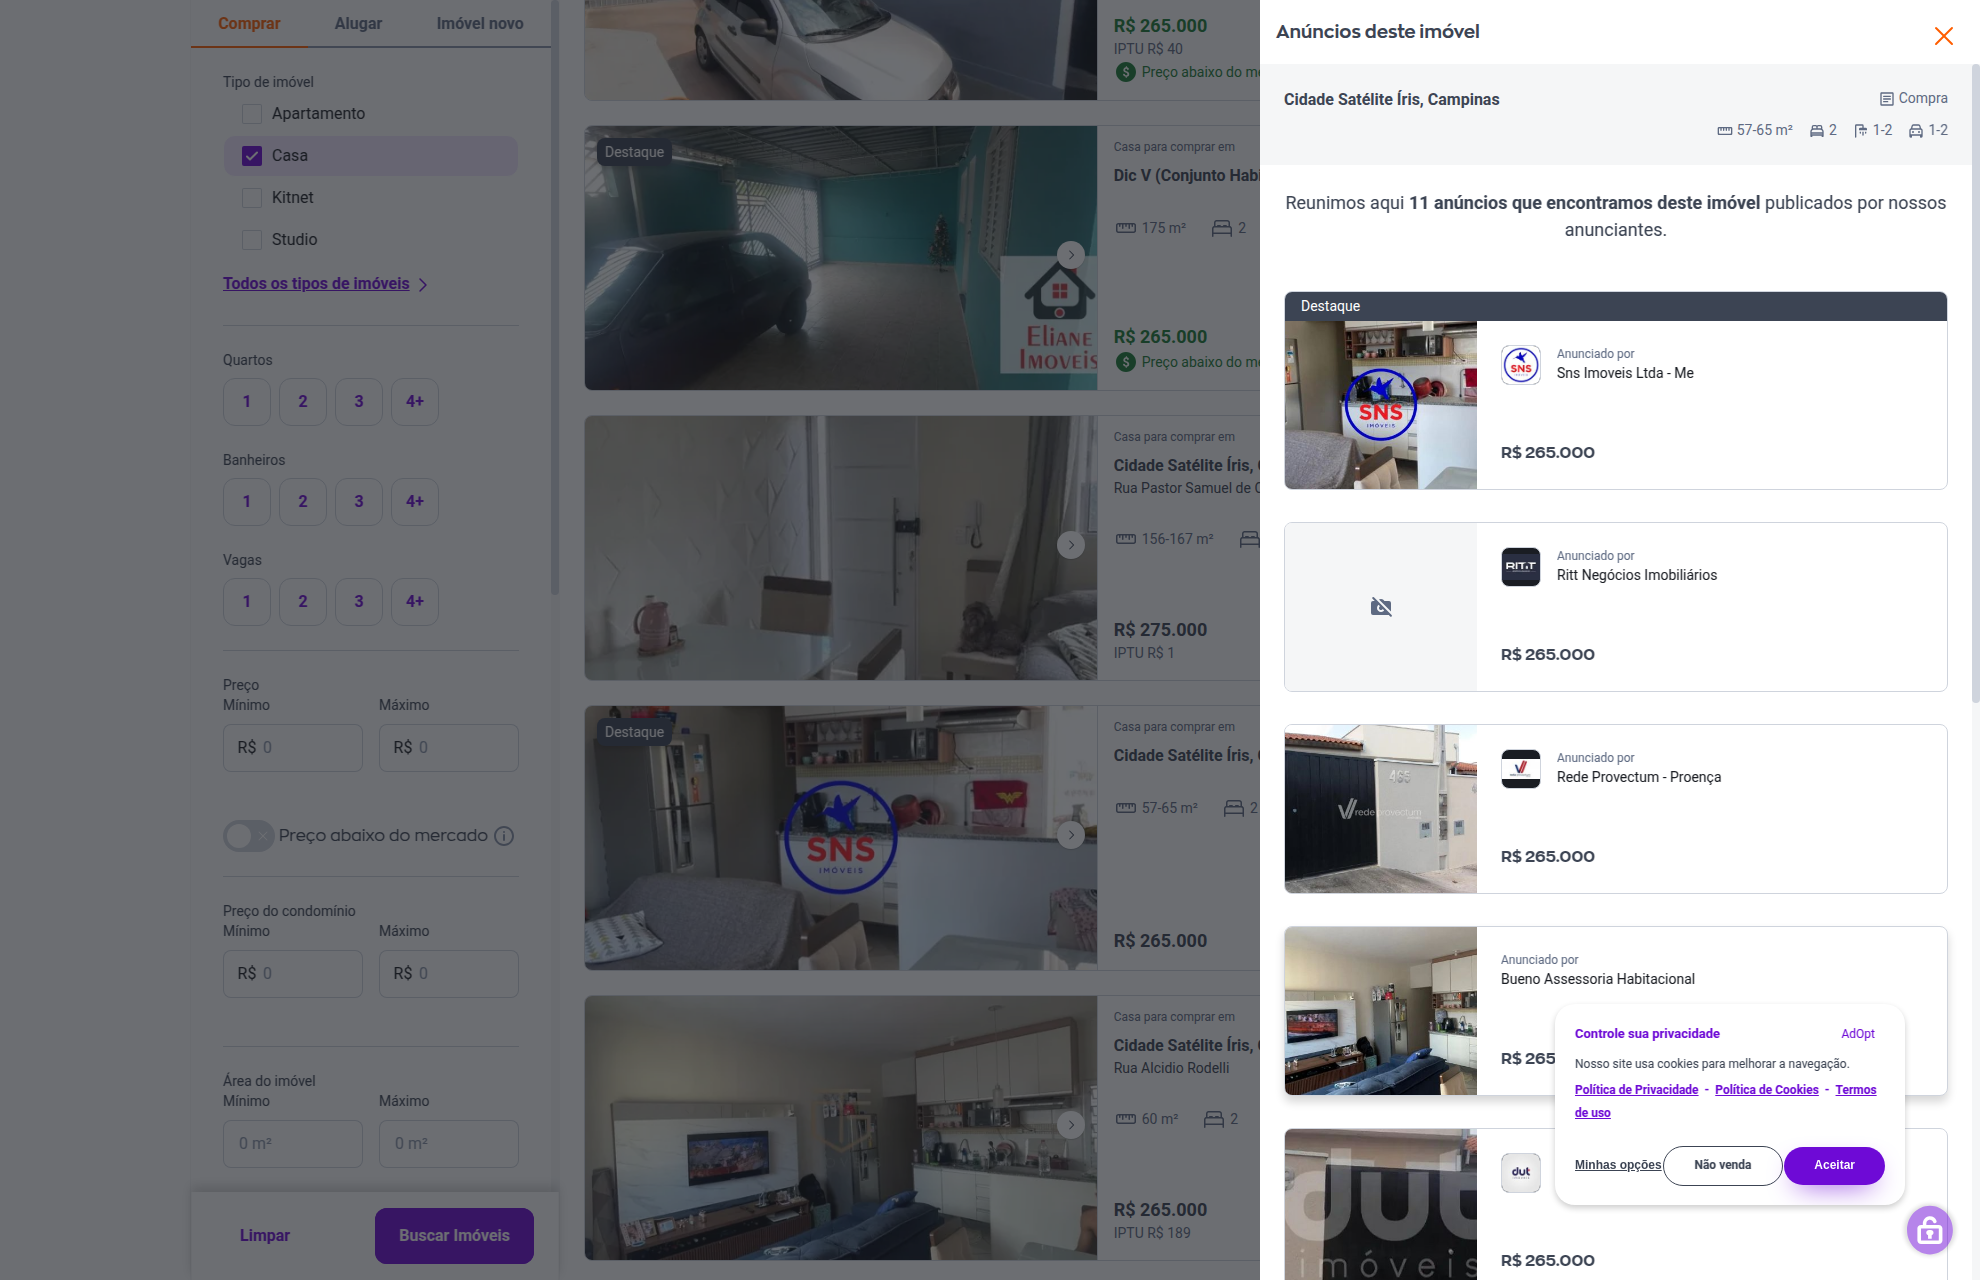 Comprar
Alugar
Imóvel novo
Tipo de imóvel
Apartamento
Casa
Kitnet
Studio
Todos os tipos de imóveis
Quartos
1 2 3 4+
Banheiros
1 2 3 4+
Vagas
1 2 3 4+
Preço
Mínimo Máximo
R$ 0 R$ 0
Preço abaixo do mercado
Preço do condomínio
Mínimo Máximo
R$ 0 R$ 0
Área do imóvel
Mínimo Máximo
0 m² 0 m²
Limpar
Buscar Imóveis
R$ 265.000
IPTU R$ 40
Preço abaixo do me
Destaque
ELIANE
IMOVEIS
Casa para comprar em
Dic V (Conjunto Habi
175 m² 2
R$ 265.000
Preço abaixo do me
Casa para comprar em
Cidade Satélite Íris,
Rua Pastor Samuel de
156-167 m²
R$ 275.000
IPTU R$ 1
Destaque
SNS
IMÓVEIS
Casa para comprar em
Cidade Satélite Íris,
57-65 m² 2
R$ 265.000
Casa para comprar em
Cidade Satélite Íris,
Rua Alcidio Rodelli
60 m² 2
R$ 265.000
IPTU R$ 189
Anúncios deste imóvel
Cidade Satélite Íris, Campinas
Compra
57-65 m² 2 1-2 1-2
Reunimos aqui 11 anúncios que encontramos deste imóvel publicados por nossos
anunciantes.
Destaque
SNS
IMÓVEIS
SNS
Anunciado por
Sns Imoveis Ltda - Me
R$ 265.000
RITT
Anunciado por
Ritt Negócios Imobiliários
R$ 265.000
465
rede provectum
Anunciado por
Rede Provectum - Proença
R$ 265.000
Anunciado por
Bueno Assessoria Habitacional
R$ 265
dut
imóveis
dut
R$ 265.000
Controle sua privacidade
AdOpt
Nosso site usa cookies para melhorar a navegação.
Política de Privacidade - Política de Cookies - Termos
de uso
Minhas opções
Não venda
Aceitar